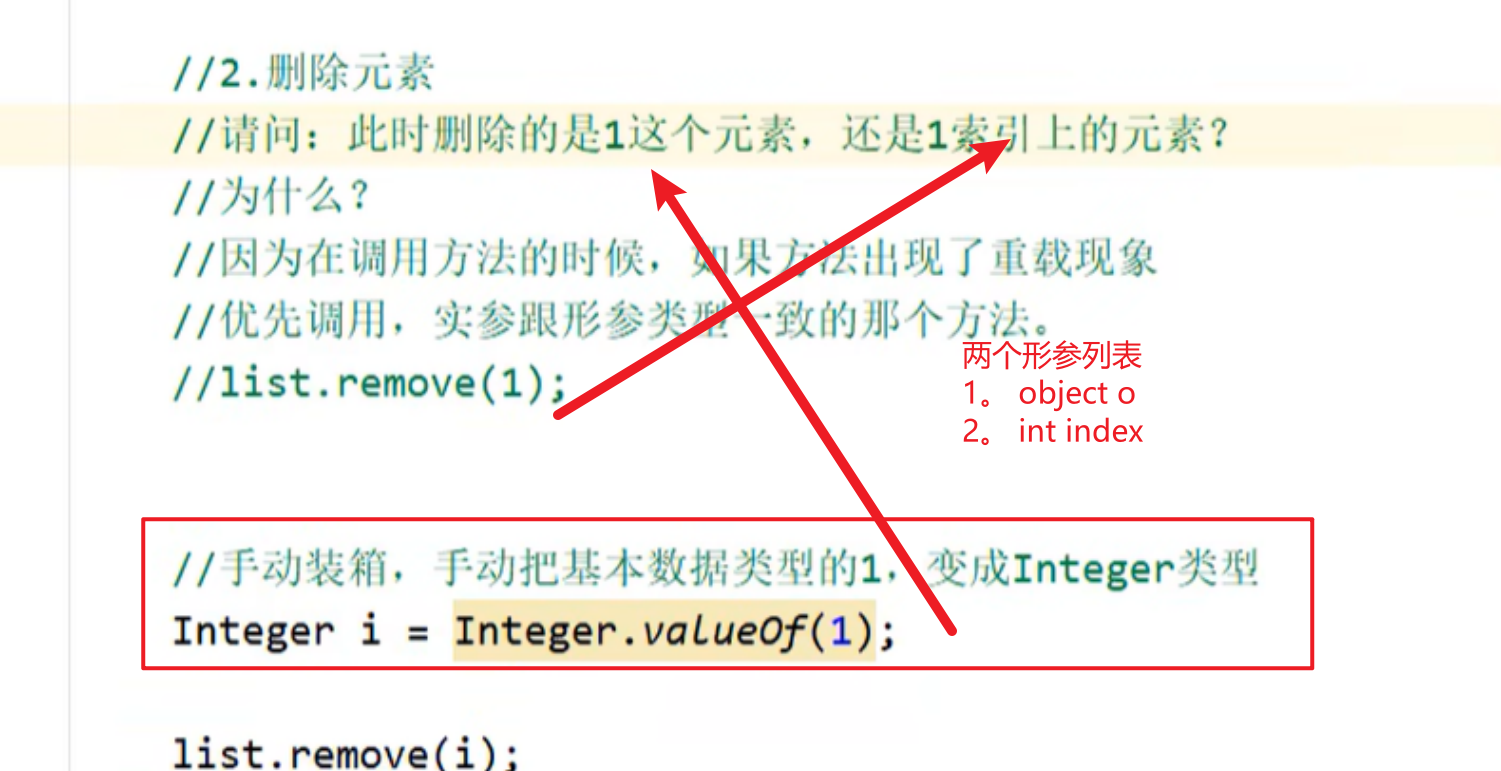 //2.删除元素
//请问：此时删除的是1这个元素，还是1索引上的元素？
//为什么？
//因为在调用方法的时候，如果方法出现了重载现象
//优先调用，实参跟形参类型一致的那个方法。
//list.remove(1);
两个形参列表
1。 object o
2。 int index
//手动装箱，手动把基本数据类型的1，变成Integer类型
Integer i = Integer.valueOf(1);
list.remove(i);